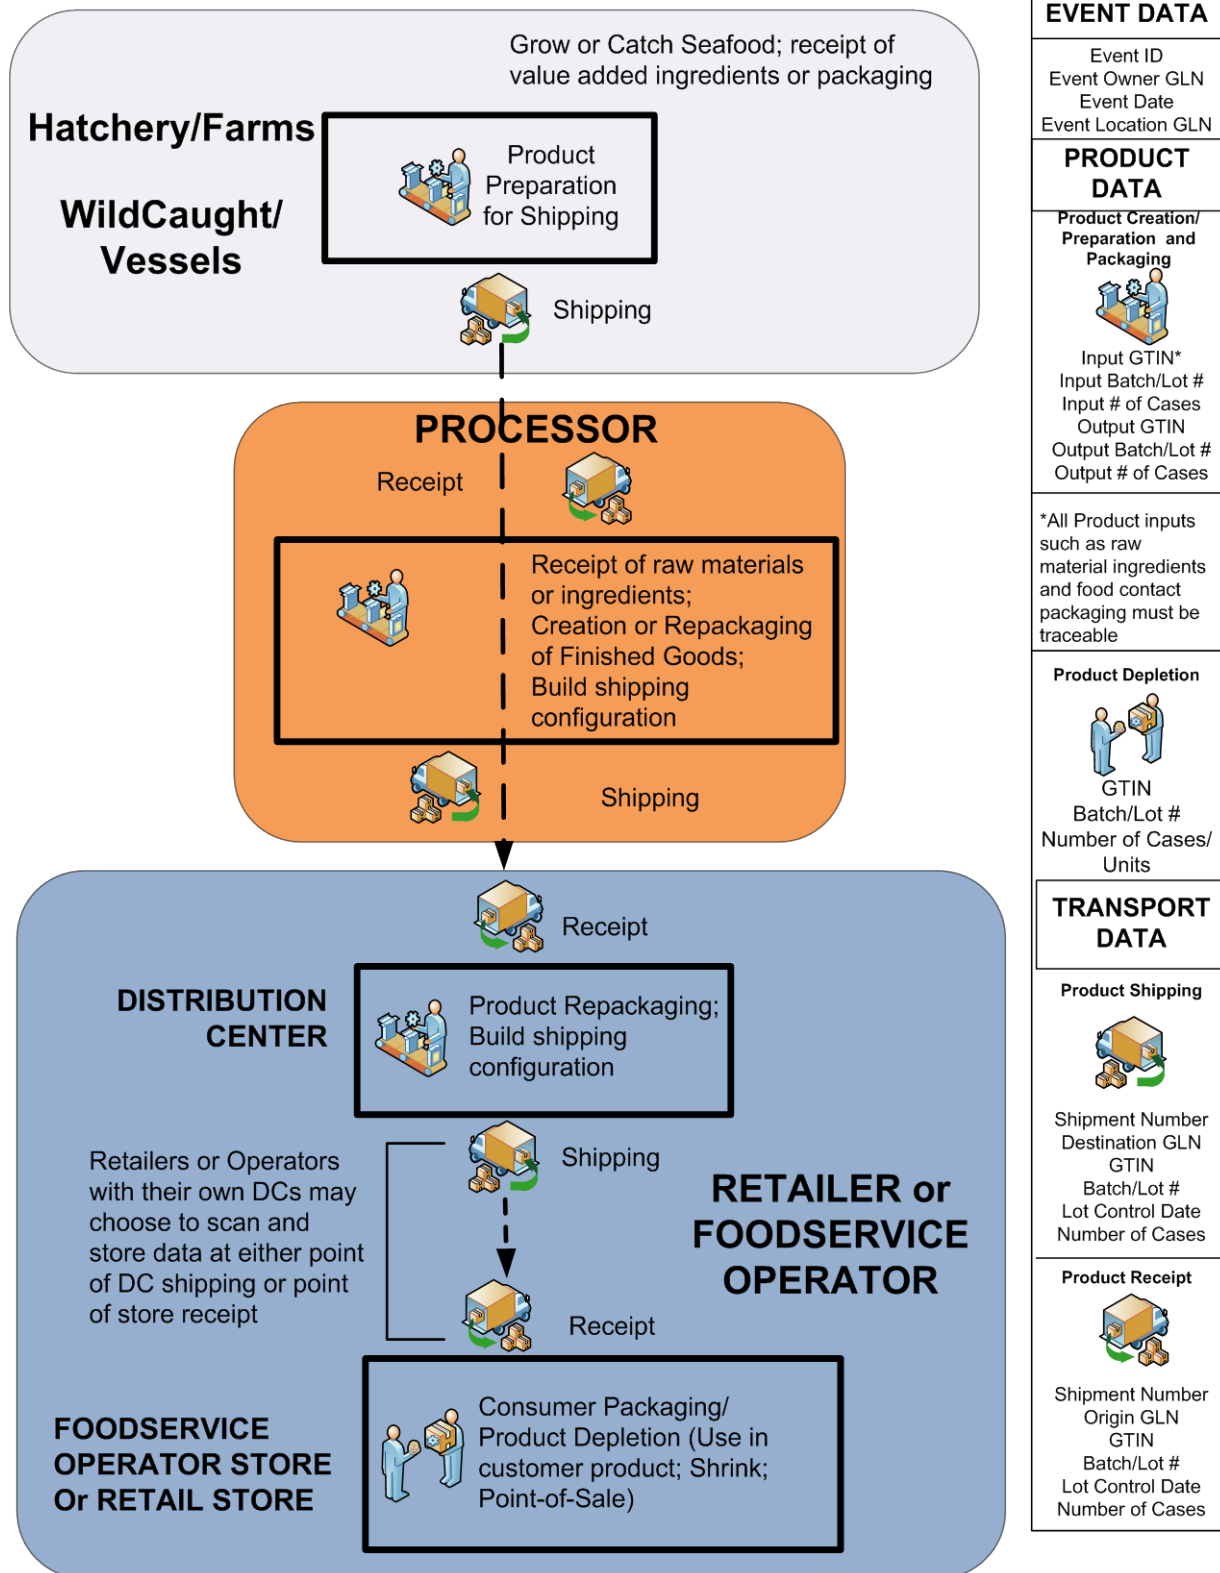 Grow or Catch Seafood; receipt of
value added ingredients or packaging
Hatchery/Farms
WildCaught/
Vessels
Product
Preparation
for Shipping
Shipping
PROCESSOR
Receipt
Receipt of raw materials
or ingredients;
Creation or Repackaging
of Finished Goods;
Build shipping
configuration
Shipping
Receipt
DISTRIBUTION
CENTER
Product Repackaging;
Build shipping
configuration
Shipping
Retailers or Operators
with their own DCs may
choose to scan and
store data at either point
of DC shipping or point
of store receipt
RETAILER or
FOODSERVICE
OPERATOR
Receipt
FOODSERVICE
OPERATOR STORE
Or RETAIL STORE
Consumer Packaging/
Product Depletion (Use in
customer product; Shrink;
Point-of-Sale)
EVENT DATA
Event ID
Event Owner GLN
Event Date
Event Location GLN
PRODUCT
DATA
Product Creation/
Preparation and
Packaging
Input GTIN*
Input Batch/Lot #
Input # of Cases
Output GTIN
Output Batch/Lot #
Output # of Cases
*All Product inputs
such as raw
material ingredients
and food contact
packaging must be
traceable
Product Depletion
GTIN
Batch/Lot #
Number of Cases/
Units
TRANSPORT
DATA
Product Shipping
Shipment Number
Destination GLN
GTIN
Batch/Lot #
Lot Control Date
Number of Cases
Product Receipt
Shipment Number
Origin GLN
GTIN
Batch/Lot #
Lot Control Date
Number of Cases